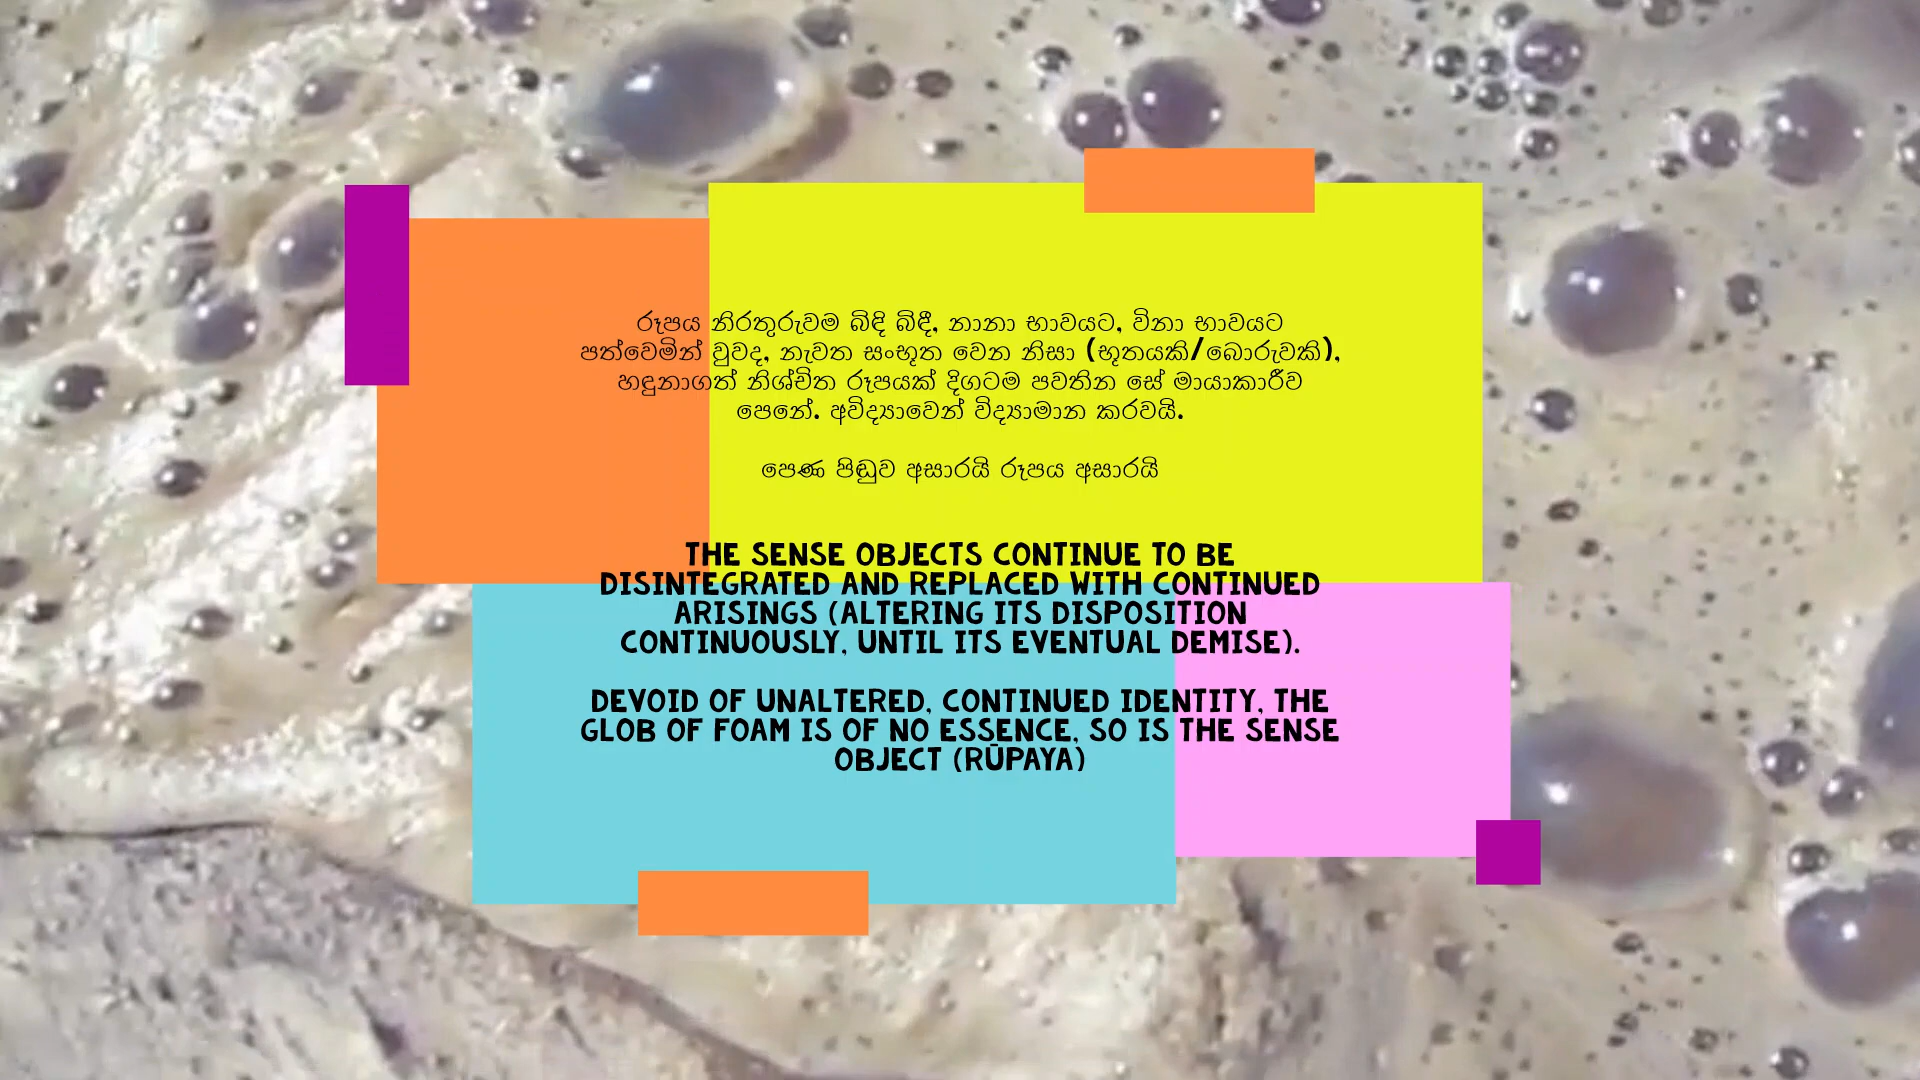 රූපය නිරතුරුවම බිඳි බිඳී, නානා භාවයට, විනා භාවයට
පත්වෙමින් වුවද, නැවත සංභූත වෙන නිසා (භූතයකි/බොරුවකි),
හඳුනාගත් නිශ්චිත රූපයක් දිගටම පවතින සේ මායාකාරීව
පෙනේ. අවිද්‍යාවෙන් විද්‍යාමාන කරවයි.
පෙණ පිඬුව අසාරයි රූපය අසාරයි
THE SENSE OBJECTS CONTINUE TO BE
DISINTEGRATED AND REPLACED WITH CONTINUED
ARISINGS (ALTERING ITS DISPOSITION
CONTINUOUSLY, UNTIL ITS EVENTUAL DEMISE).
DEVOID OF UNALTERED, CONTINUED IDENTITY, THE
GLOB OF FOAM IS OF NO ESSENCE, SO IS THE SENSE
OBJECT (RŪPAYA)